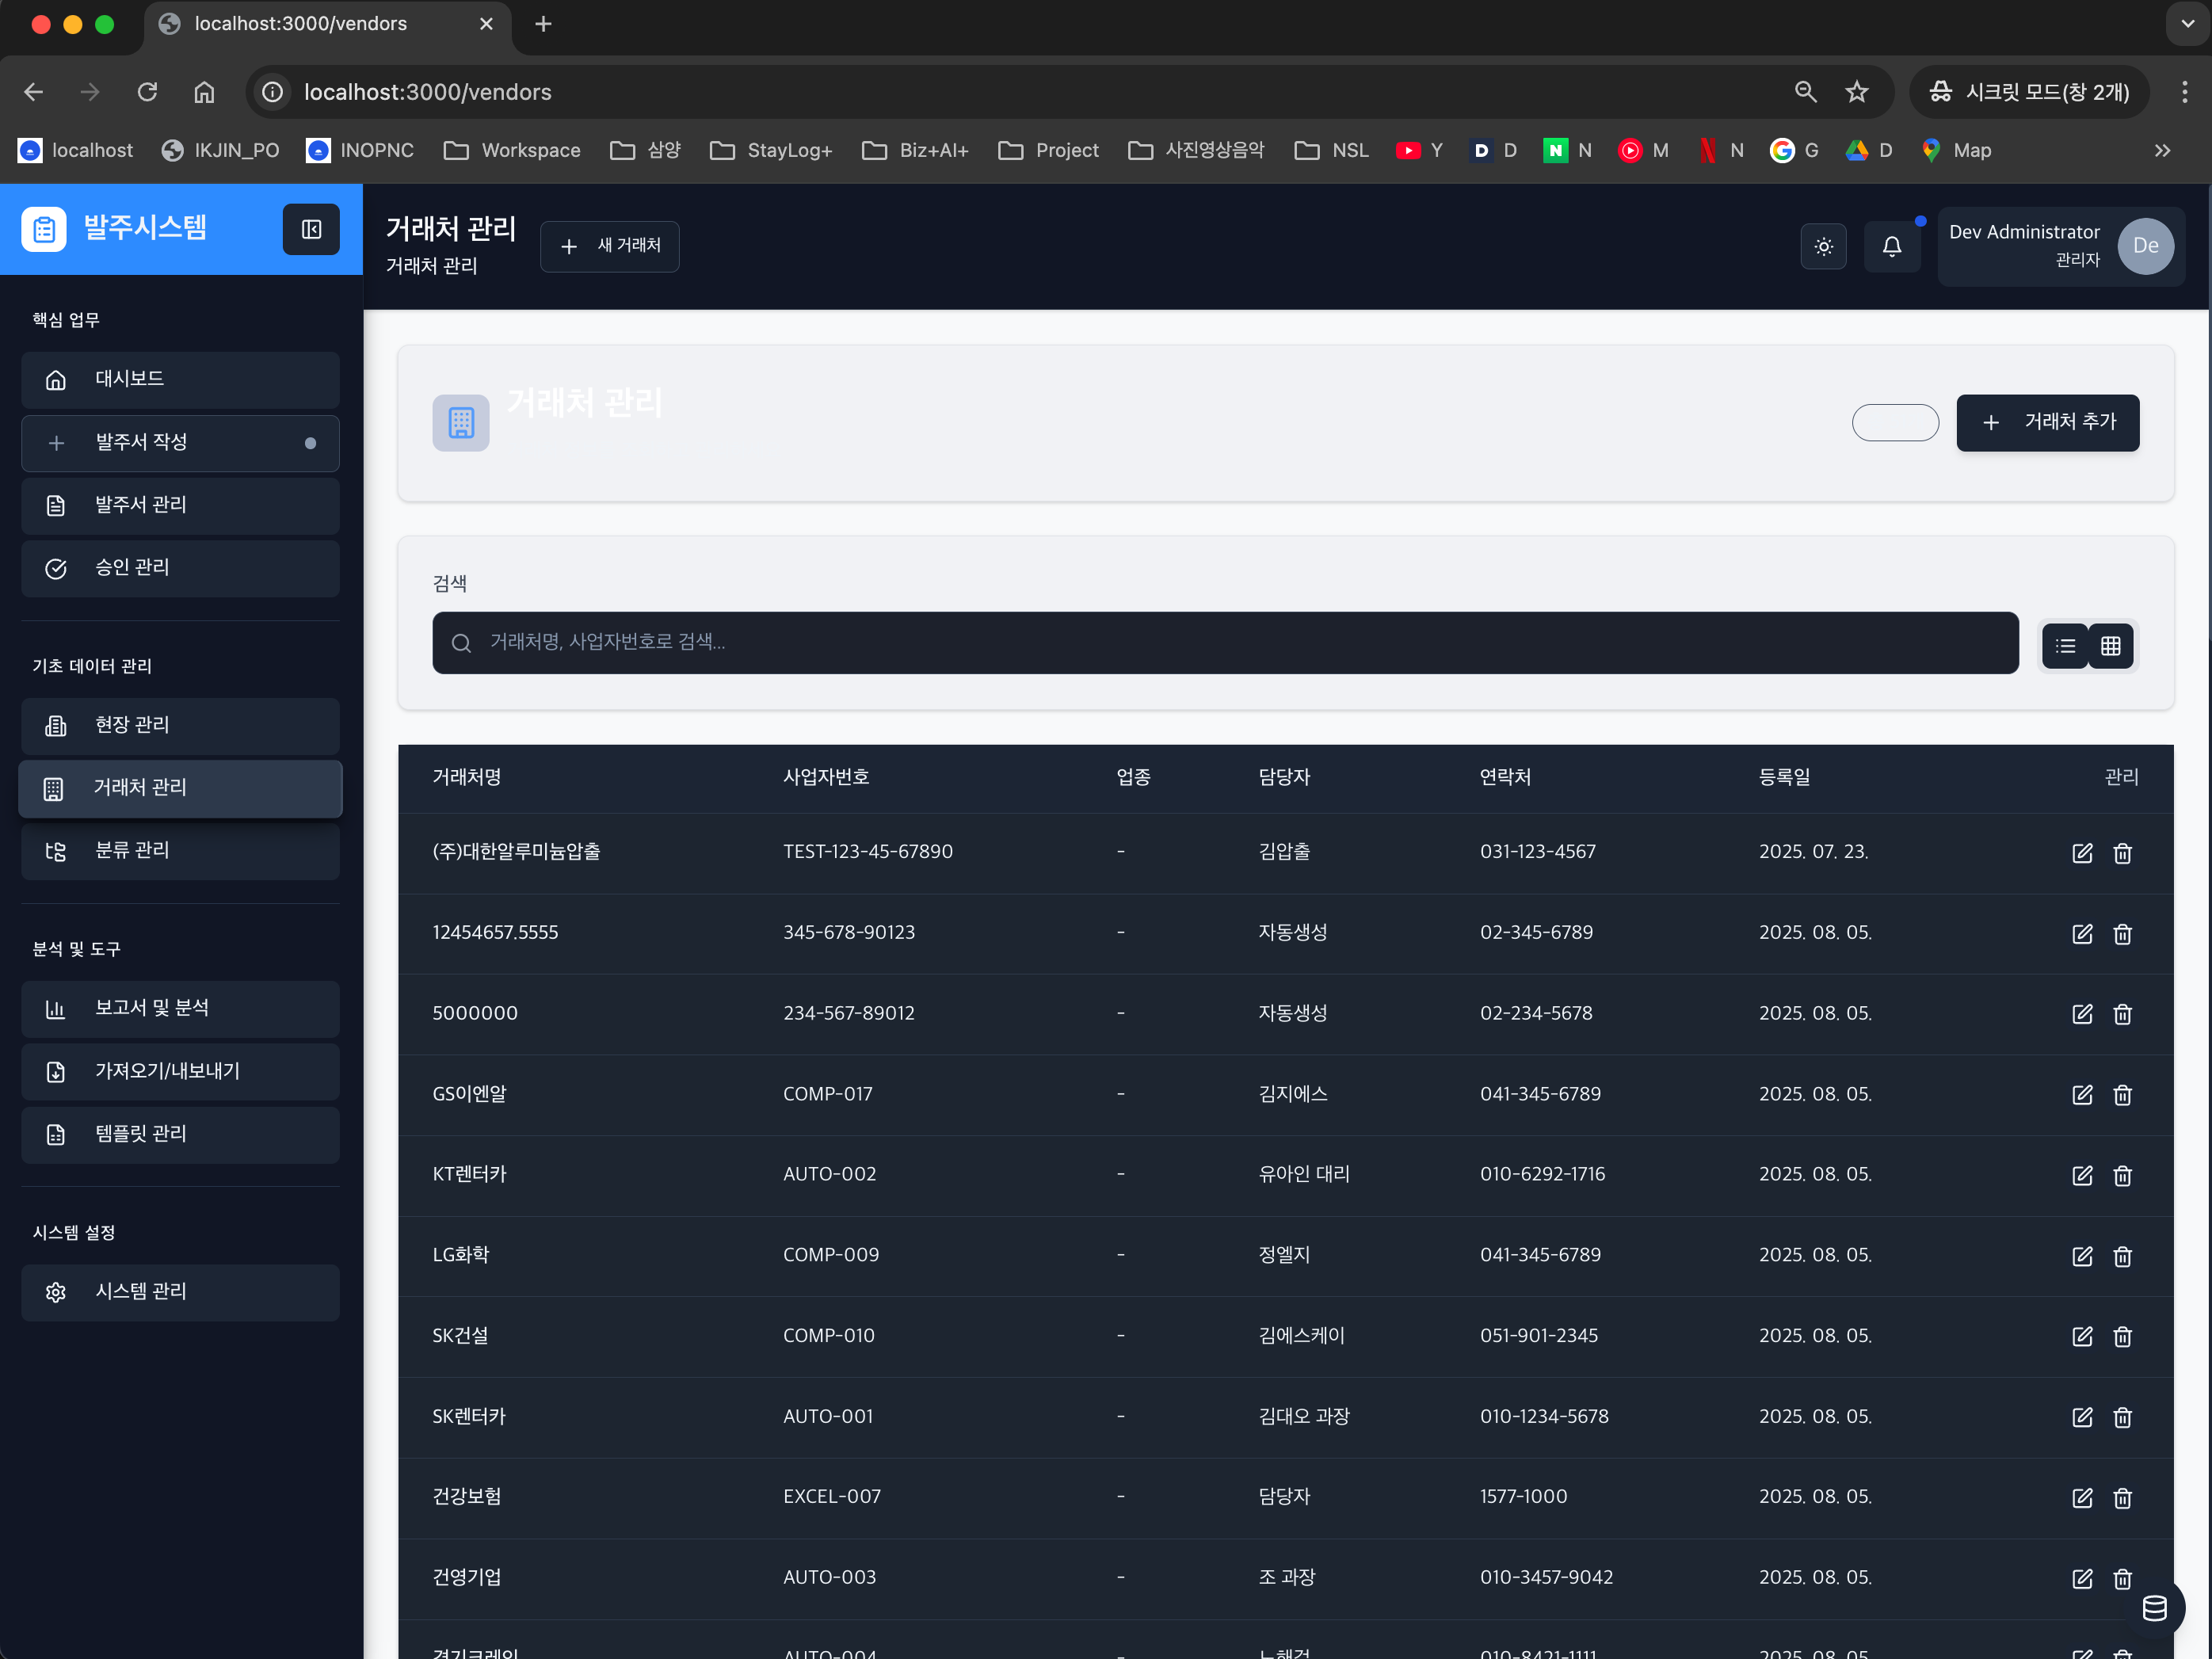 localhost:3000/vendors
localhost:3000/vendors
시크릿 모드(창 2개)
localhost IKJIN_PO INOPNC Workspace 삼양 StayLog+ Biz+AI+ Project 사진영상음악 NSL Y D D N N M N G D Map
발주시스템
거래처 관리
거래처 관리
+ 새 거래처
Dev Administrator
관리자
De
핵심 업무
대시보드
발주서 작성
발주서 관리
승인 관리
기초 데이터 관리
현장 관리
거래처 관리
분류 관리
분석 및 도구
보고서 및 분석
가져오기/내보내기
템플릿 관리
시스템 설정
시스템 관리
거래처 관리
+ 거래처 추가
검색
거래처명, 사업자번호로 검색...
거래처명 사업자번호 업종 담당자 연락처 등록일 관리
(주)대한알루미늄압출 TEST-123-45-67890 - 김압출 031-123-4567 2025. 07. 23.
12454657.5555 345-678-90123 - 자동생성 02-345-6789 2025. 08. 05.
5000000 234-567-89012 - 자동생성 02-234-5678 2025. 08. 05.
GS이엔알 COMP-017 - 김지에스 041-345-6789 2025. 08. 05.
KT렌터카 AUTO-002 - 유아인 대리 010-6292-1716 2025. 08. 05.
LG화학 COMP-009 - 정엘지 041-345-6789 2025. 08. 05.
SK건설 COMP-010 - 김에스케이 051-901-2345 2025. 08. 05.
SK렌터카 AUTO-001 - 김대오 과장 010-1234-5678 2025. 08. 05.
건강보험 EXCEL-007 - 담당자 1577-1000 2025. 08. 05.
건영기업 AUTO-003 - 조 과장 010-3457-9042 2025. 08. 05.
경기크레인 AUTO-004 - 010-8421-1111 2025. 08. 05.